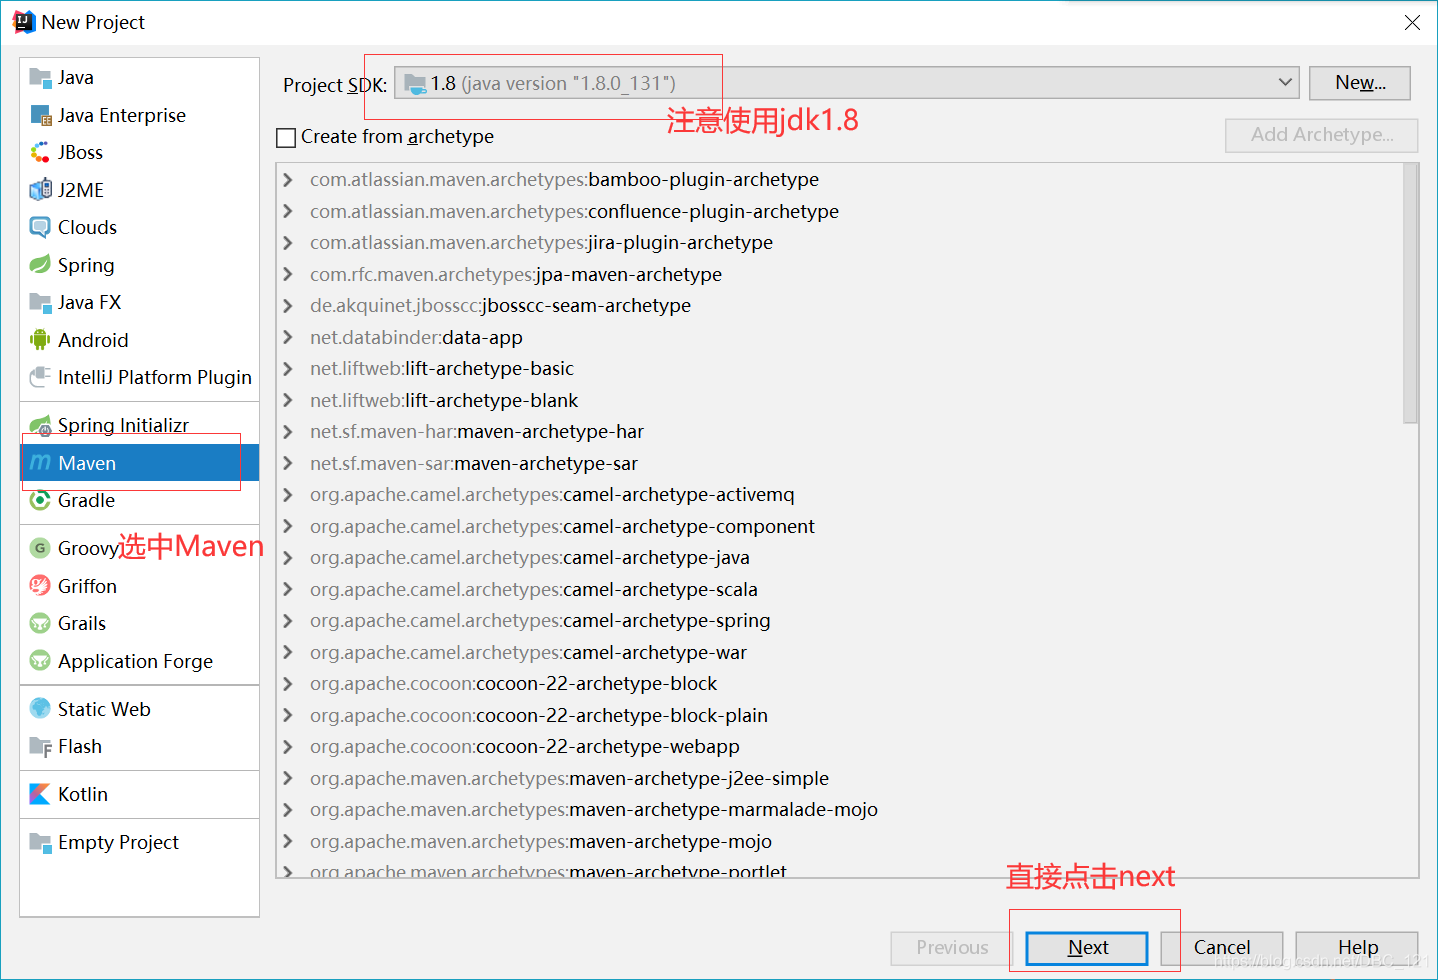 New Project
Java
Java Enterprise
JBoss
J2ME
Clouds
Spring
Java FX
Android
IntelliJ Platform Plugin
Spring Initializr
Maven
Gradle
Groovy
选中Maven
Griffon
Grails
Application Forge
Static Web
Flash
Kotlin
Empty Project
Project SDK: 1.8 (java version "1.8.0_131") New...
注意使用jdk1.8
Create from archetype Add Archetype...
com.atlassian.maven.archetypes:bamboo-plugin-archetype
com.atlassian.maven.archetypes:confluence-plugin-archetype
com.atlassian.maven.archetypes:jira-plugin-archetype
com.rfc.maven.archetypes:jpa-maven-archetype
de.akquinet.jbosscc:jbosscc-seam-archetype
net.databinder:data-app
net.liftweb:lift-archetype-basic
net.liftweb:lift-archetype-blank
net.sf.maven-har:maven-archetype-har
net.sf.maven-sar:maven-archetype-sar
org.apache.camel.archetypes:camel-archetype-activemq
org.apache.camel.archetypes:camel-archetype-component
org.apache.camel.archetypes:camel-archetype-java
org.apache.camel.archetypes:camel-archetype-scala
org.apache.camel.archetypes:camel-archetype-spring
org.apache.camel.archetypes:camel-archetype-war
org.apache.cocoon:cocoon-22-archetype-block
org.apache.cocoon:cocoon-22-archetype-block-plain
org.apache.cocoon:cocoon-22-archetype-webapp
org.apache.maven.archetypes:maven-archetype-j2ee-simple
org.apache.maven.archetypes:maven-archetype-marmalade-mojo
org.apache.maven.archetypes:maven-archetype-mojo
org.apache.maven.archetypes:maven-archetype-portlet
直接点击next
Previous Next Cancel Help